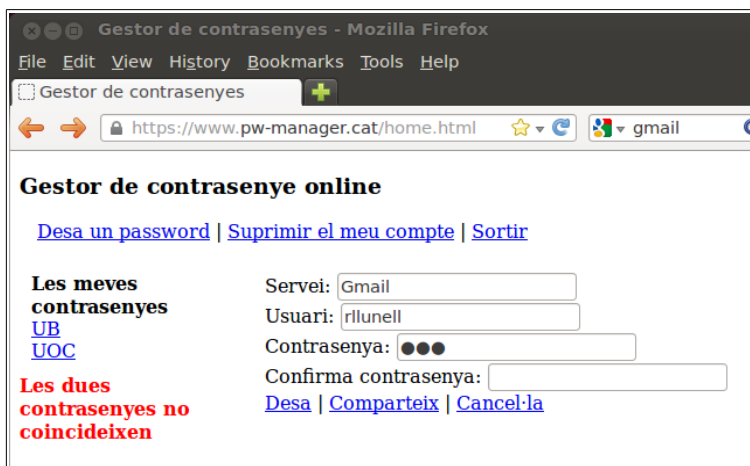 Gestor de contrasenyes - Mozilla Firefox
File Edit View History Bookmarks Tools Help
Gestor de contrasenyes
https://www.pw-manager.cat/home.html gmail
Gestor de contrasenye online
Desa un password | Suprimir el meu compte | Sortir
Les meves
contrasenyes
UB
UOC
Les dues
contrasenyes no
coincideixen
Servei: Gmail
Usuari: rllunell
Contrasenya: ●●●
Confirma contrasenya:
Desa | Comparteix | Cancel·la